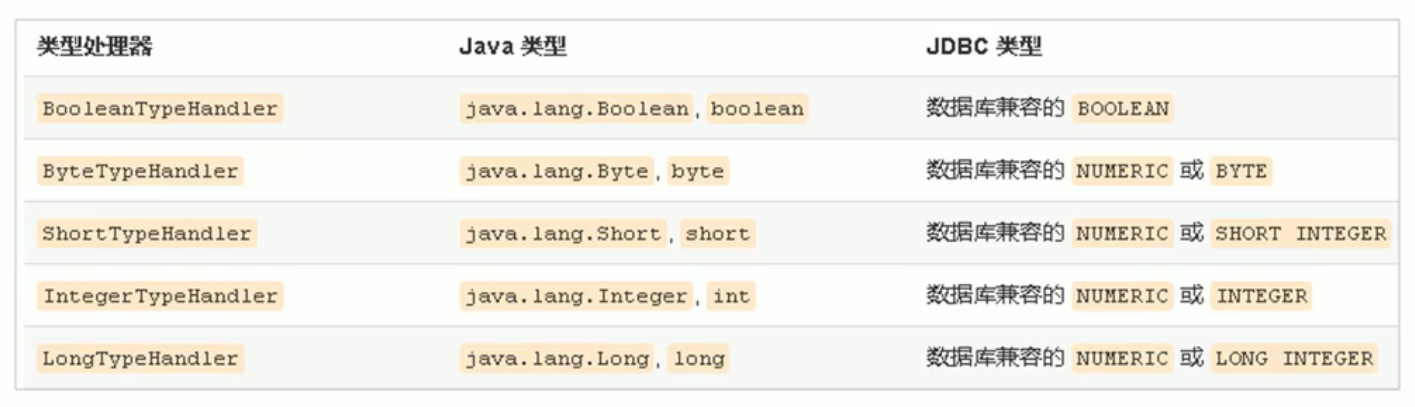 类型处理器 Java 类型 JDBC 类型
BooleanTypeHandler java.lang.Boolean, boolean 数据库兼容的 BOOLEAN
ByteTypeHandler java.lang.Byte, byte 数据库兼容的 NUMERIC 或 BYTE
ShortTypeHandler java.lang.Short, short 数据库兼容的 NUMERIC 或 SHORT INTEGER
IntegerTypeHandler java.lang.Integer, int 数据库兼容的 NUMERIC 或 INTEGER
LongTypeHandler java.lang.Long, long 数据库兼容的 NUMERIC 或 LONG INTEGER